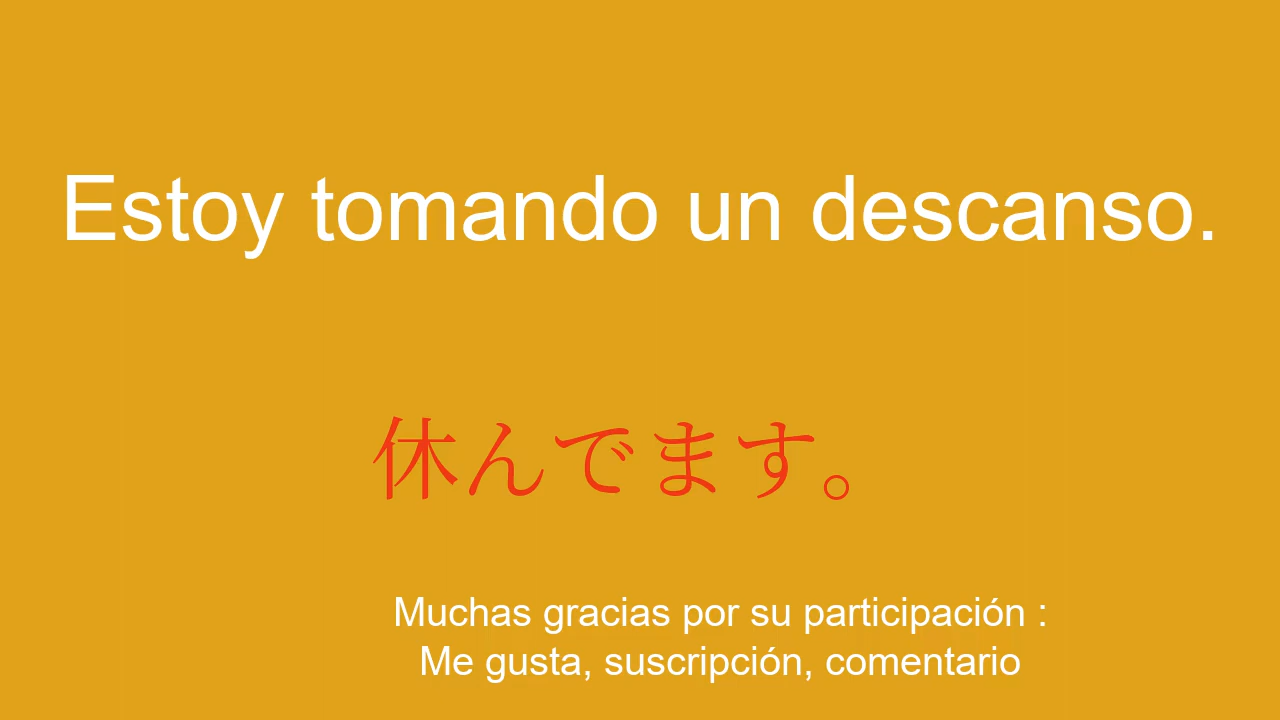 Estoy tomando un descanso.
休んでます。
Muchas gracias por su participación :
Me gusta, suscripción, comentario